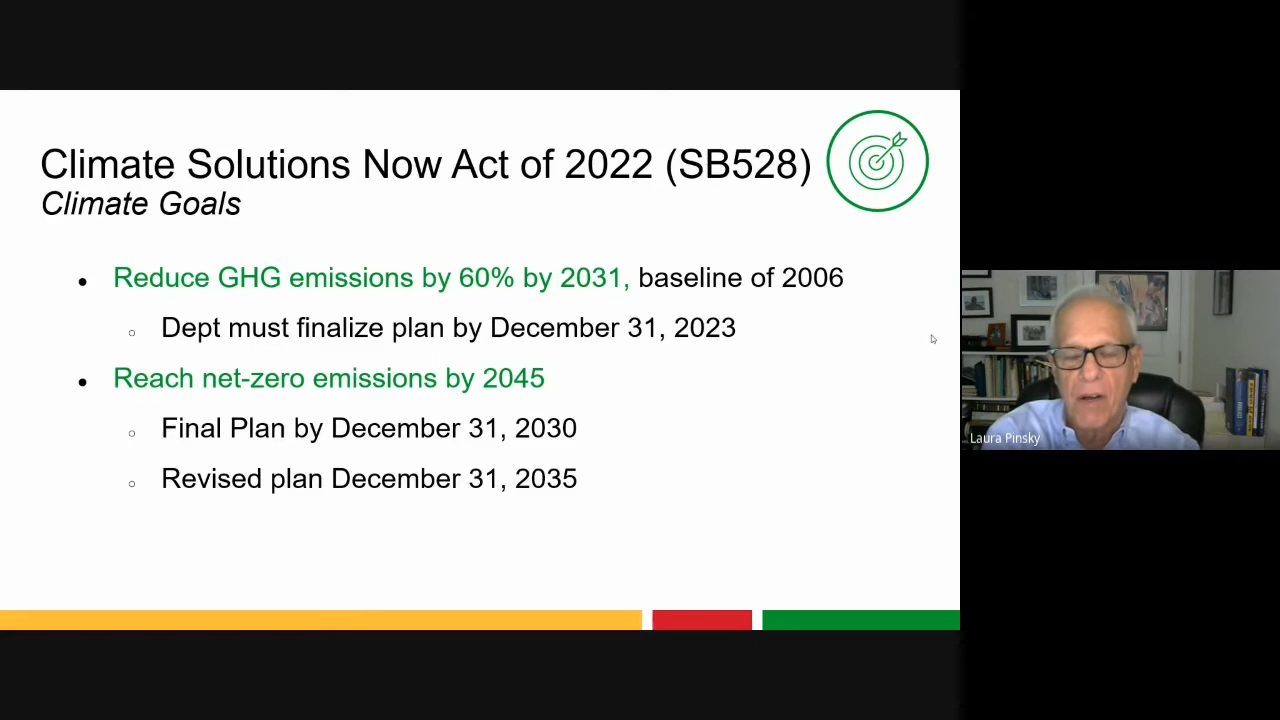 Climate Solutions Now Act of 2022 (SB528)
Climate Goals
Reduce GHG emissions by 60% by 2031, baseline of 2006
Dept must finalize plan by December 31, 2023
Reach net-zero emissions by 2045
Final Plan by December 31, 2030
Revised plan December 31, 2035
Laura Pinsky